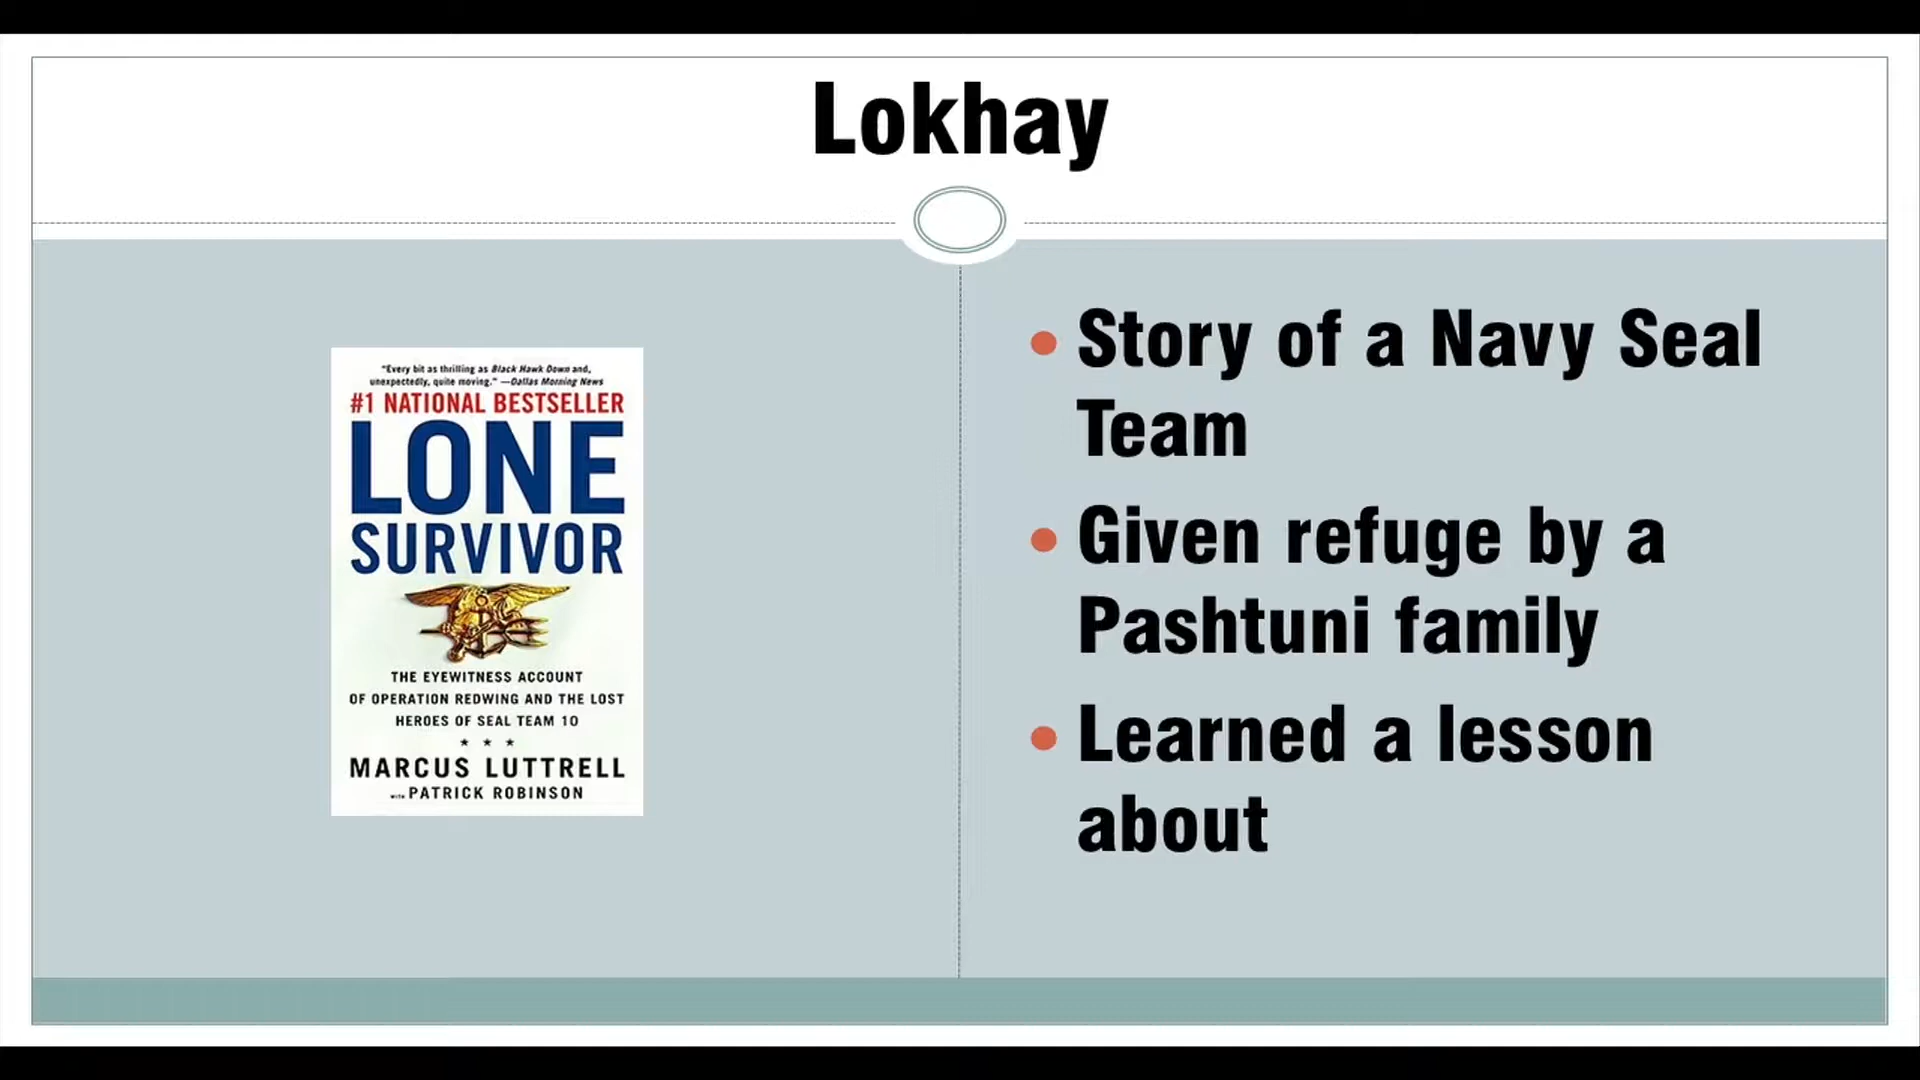 Lokhay
"Every bit as thrilling as Black Hawk Down and,
unexpectedly, quite moving." —Dallas Morning News
#1 NATIONAL BESTSELLER
LONE
SURVIVOR
THE EYEWITNESS ACCOUNT
OF OPERATION REDWING AND THE LOST
HEROES OF SEAL TEAM 10
MARCUS LUTTRELL
WITH PATRICK ROBINSON
• Story of a Navy Seal
Team
• Given refuge by a
Pashtuni family
• Learned a lesson
about